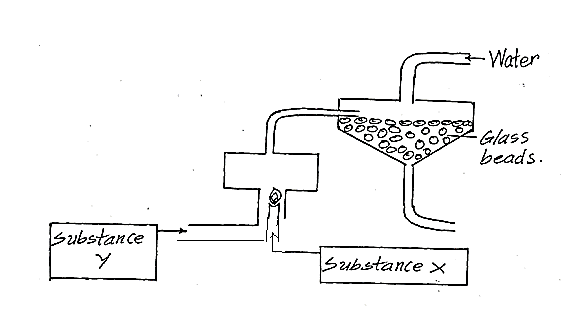 Water
Glass
beads.
Substance
Y
Substance X